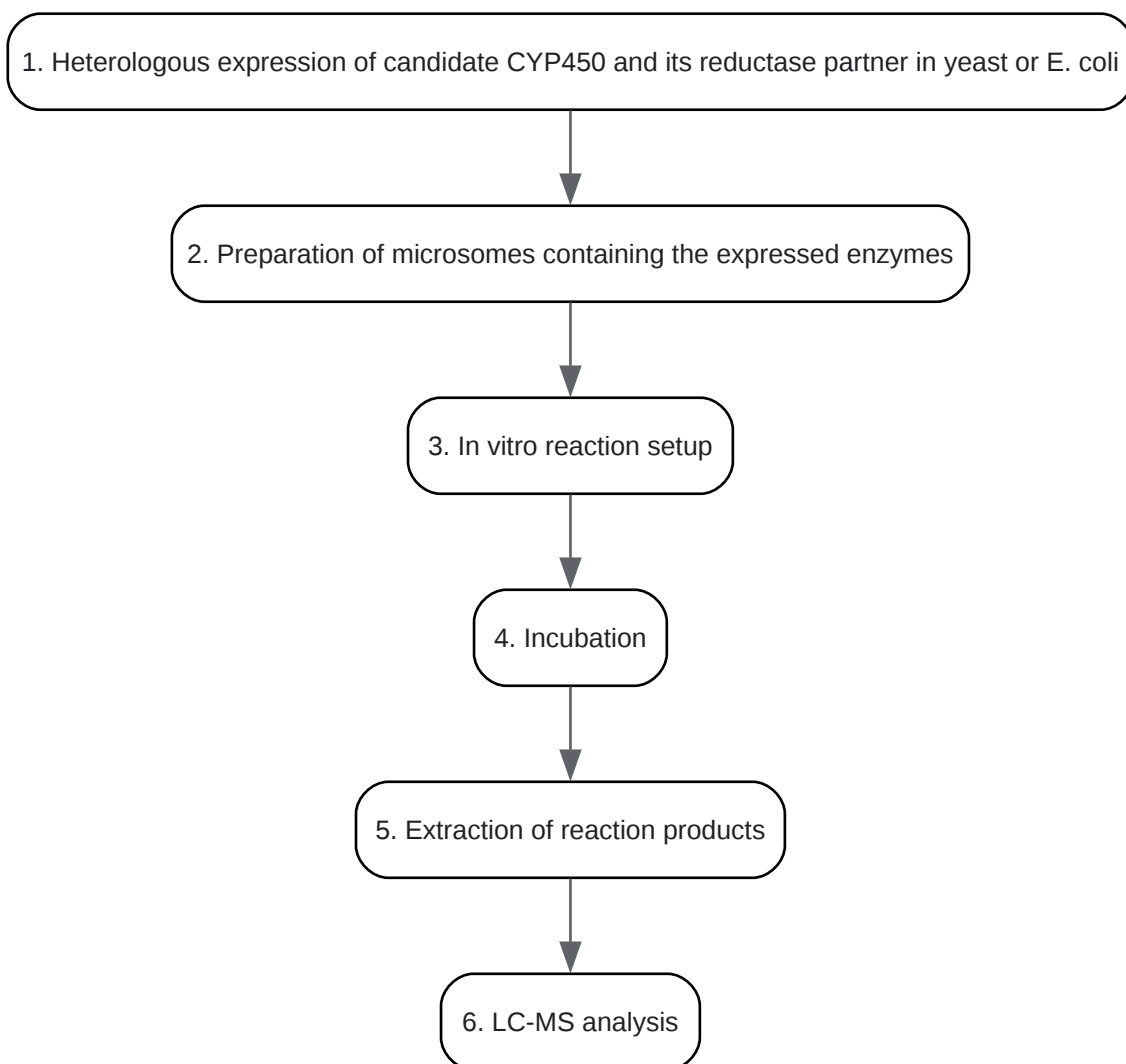 1. Heterologous expression of candidate CYP450 and its reductase partner in yeast or E. coli
2. Preparation of microsomes containing the expressed enzymes
3. In vitro reaction setup
4. Incubation
5. Extraction of reaction products
6. LC-MS analysis